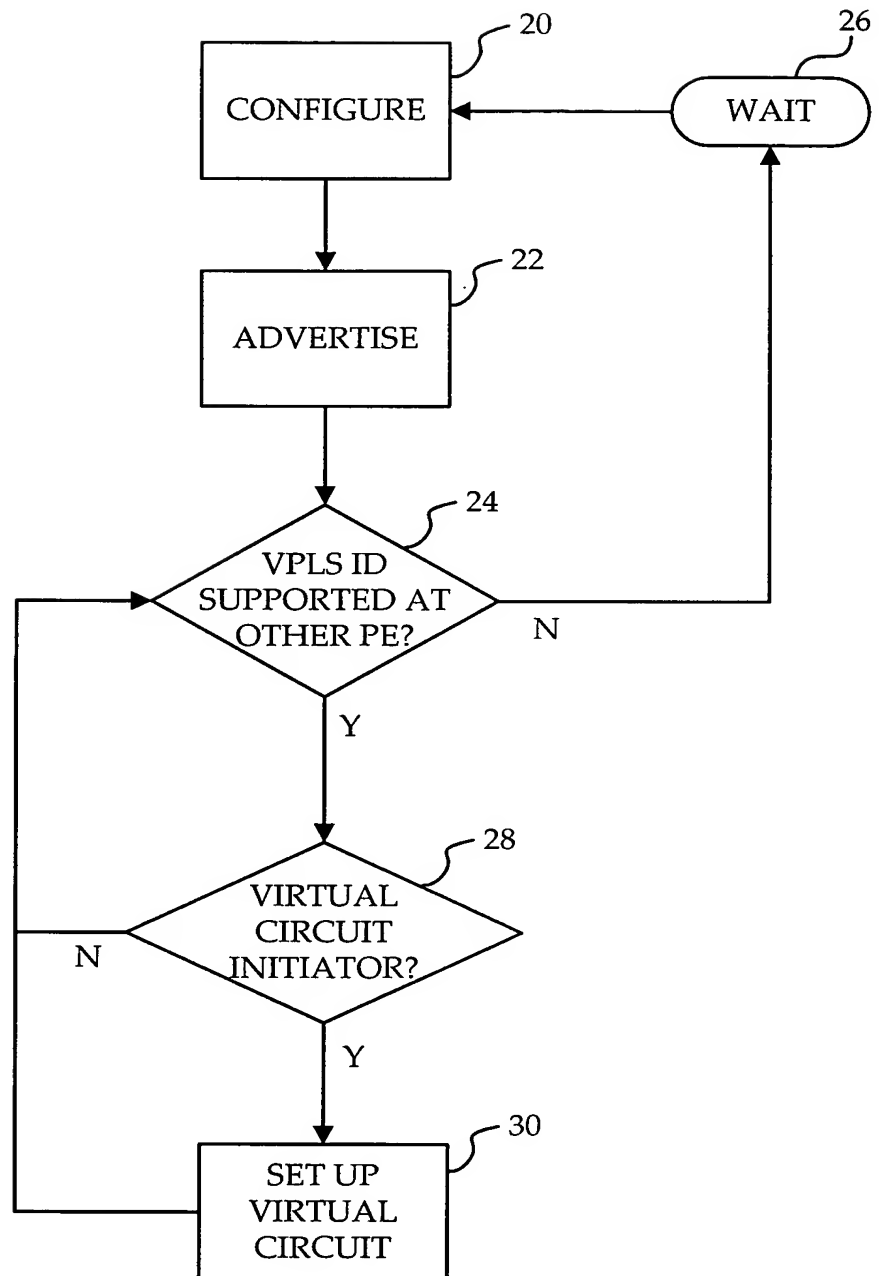 20
CONFIGURE
26
WAIT
22
ADVERTISE
24
VPLS ID
SUPPORTED AT
OTHER PE?
N
Y
28
VIRTUAL
CIRCUIT
INITIATOR?
N
Y
30
SET UP
VIRTUAL
CIRCUIT